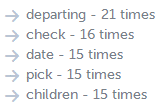 → departing - 21 times
→ check - 16 times
→ date - 15 times
→ pick - 15 times
→ children - 15 times